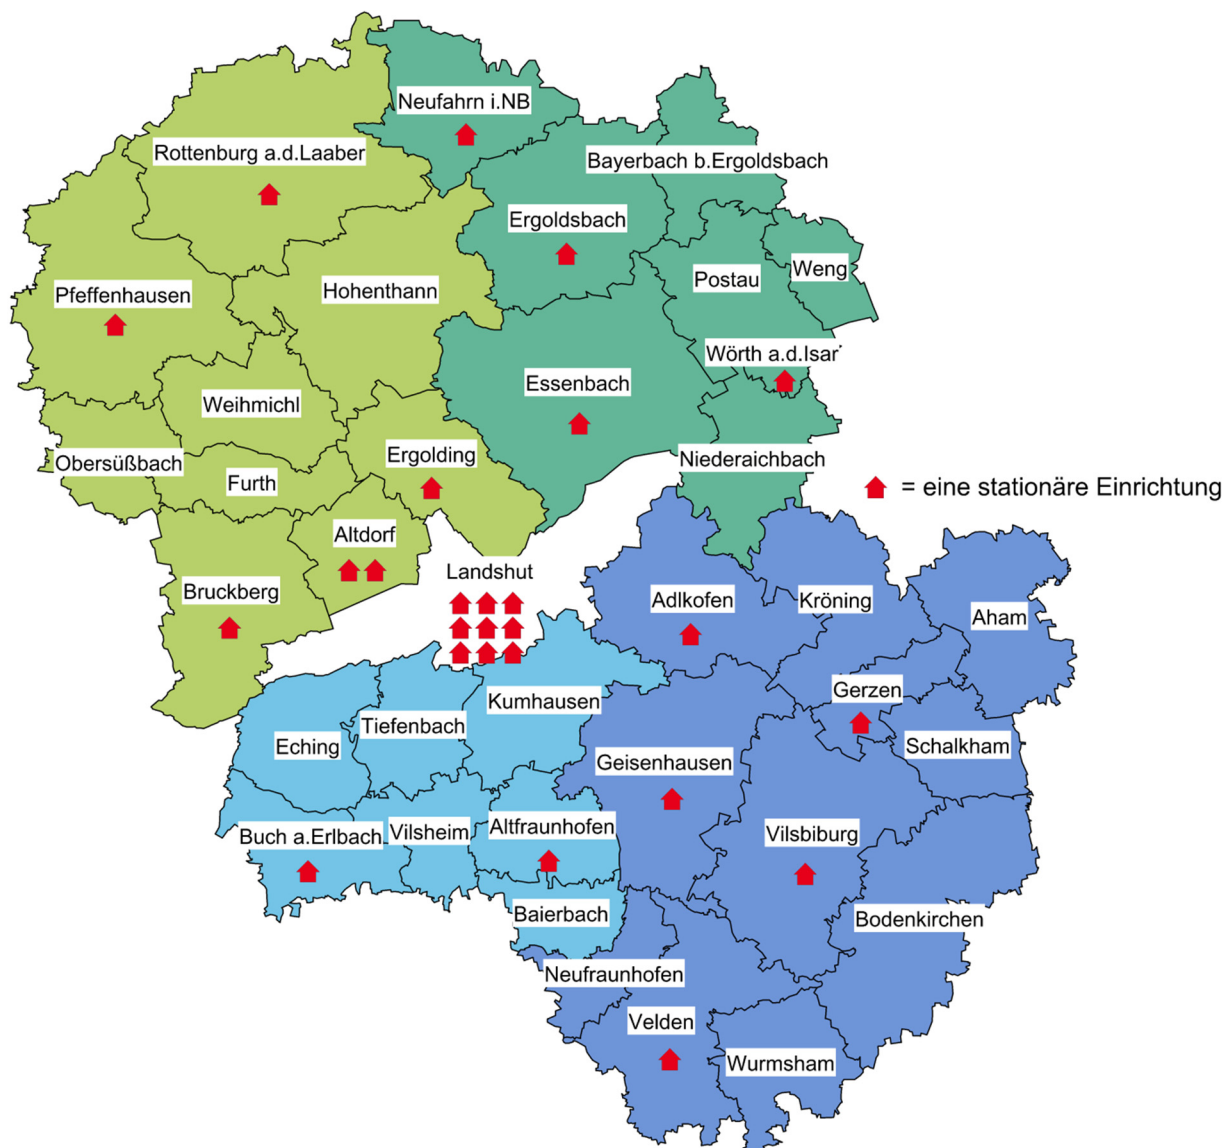 Neufahrn i.NB
Rottenburg a.d.Laaber
Bayerbach b.Ergoldsbach
Ergoldsbach
Postau
Weng
Pfeffenhausen
Hohenthann
Wörth a.d.Isar
Essenbach
Weihmichl
Ergolding
Niederaichbach
Obersüßbach
Furth
= eine stationäre Einrichtung
Altdorf
Landshut
Bruckberg
Adlkofen
Kröning
Aham
Gerzen
Kumhausen
Tiefenbach
Eching
Schalkham
Geisenhausen
Altfraunhofen
Vilsheim
Buch a.Erlbach
Vilsbiburg
Baierbach
Bodenkirchen
Neufraunhofen
Velden
Wurmsham